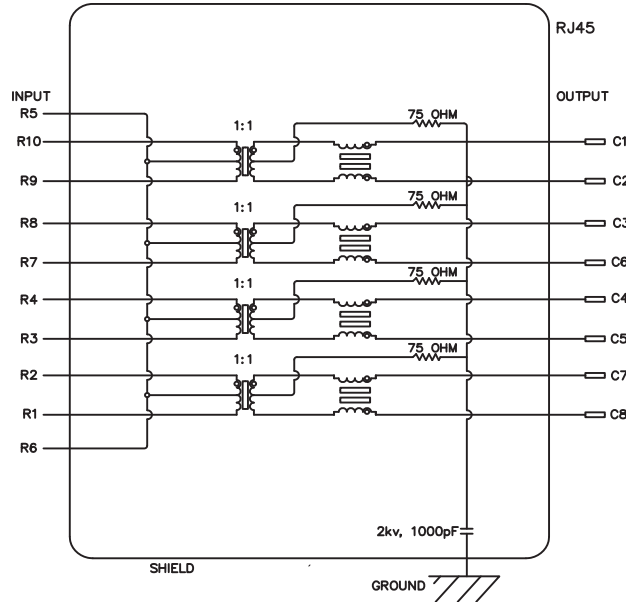 RJ45
INPUT
OUTPUT
R5
75 OHM
1:1
R10
C1
R9
C2
75 OHM
1:1
R8
C3
R7
C6
75 OHM
1:1
R4
C4
R3
C5
75 OHM
1:1
R2
C7
R1
C8
R6
2kv, 1000pF
SHIELD
GROUND